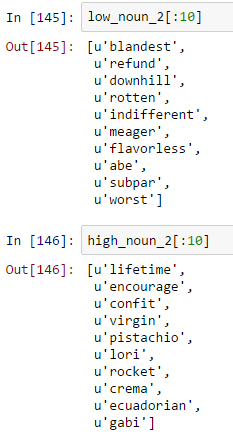 In [145]: low_noun_2[:10]
Out[145]: [u'blandest',
u'refund',
u'downhill',
u'rotten',
u'indifferent',
u'meager',
u'flavorless',
u'abe',
u'subpar',
u'worst']
In [146]: high_noun_2[:10]
Out[146]: [u'lifetime',
u'encourage',
u'confit',
u'virgin',
u'pistachio',
u'lori',
u'rocket',
u'crema',
u'ecuadorian',
u'gabi']